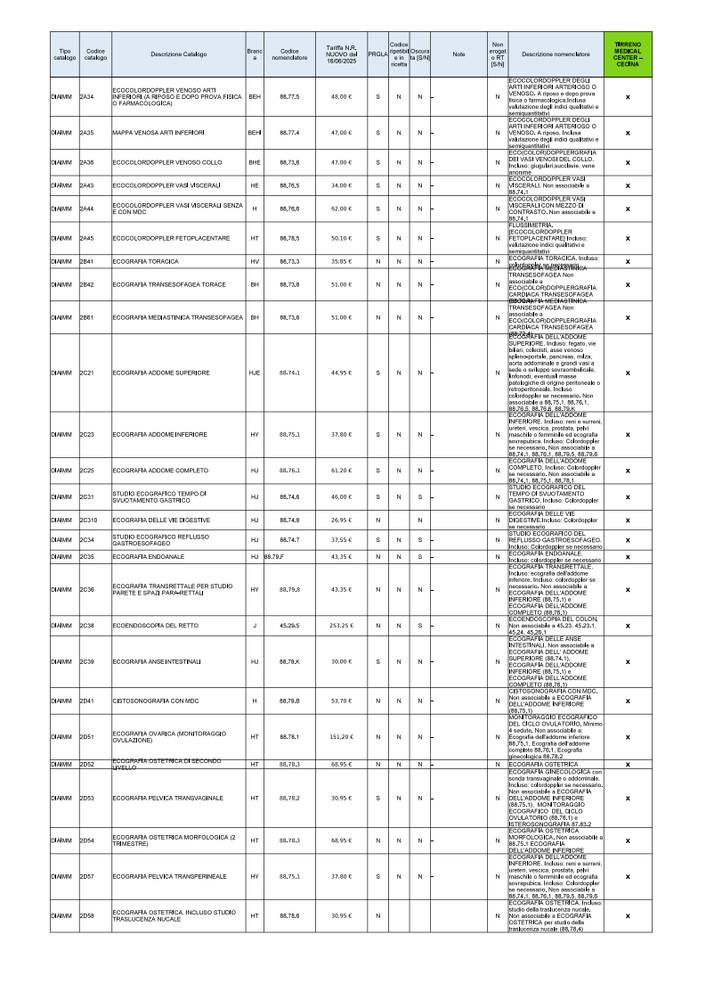 Tipo catalogo | Codice catalogo | Descrizione Catalogo | Branca | Codice nomenclatore | Tariffa N.R. NUOVO dal 16/06/2025 | PRGLA | Codice ripetibile in ricetta | Oscurata [S/N] | Note | Non erogato RT [S/N] | Descrizione nomenclatore | TIRRENO MEDICAL CENTER – CECINA
DIAIMM 2A34 ECOCOLORDOPPLER VENOSO ARTI INFERIORI (A RIPOSO E DOPO PROVA FISICA O FARMACOLOGICA) BEH 88.77.5 48,00 € S N N – N ECOCOLORDOPPLER DEGLI ARTI INFERIORI ARTERIOSO O VENOSO. A riposo e dopo prova fisica o farmacologica.Inclusa valutazione degli indici qualitativi e semiquantitativi x
DIAIMM 2A35 MAPPA VENOSA ARTI INFERIORI BEHI 88.77.4 47,00 € S N N – N ECOCOLORDOPPLER DEGLI ARTI INFERIORI ARTERIOSO O VENOSO. A riposo. Inclusa valutazione degli indici qualitativi e semiquantitativi x
DIAIMM 2A36 ECOCOLORDOPPLER VENOSO COLLO BHE 88.73.6 47,00 € S N N – N ECO(COLOR)DOPPLERGRAFIA DEI VASI VENOSI DEL COLLO. Incluso: giugulari,succlavie, vene anonime x
DIAIMM 2A43 ECOCOLORDOPPLER VASI VISCERALI HE 88.76.5 34,00 € S N N – N ECOCOLORDOPPLER VASI VISCERALI. Non associabile a 88.74.1 x
DIAIMM 2A44 ECOCOLORDOPPLER VASI VISCERALI SENZA E CON MDC H 88.76.6 62,00 € S N N – N ECOCOLORDOPPLER VASI VISCERALI CON MEZZO DI CONTRASTO. Non associabile a 88.74.1 x
DIAIMM 2A45 ECOCOLORDOPPLER FETOPLACENTARE HT 88.78.5 50,10 € S N N – N FLUSSIMETRIA. [ECOCOLORDOPPLER FETOPLACENTARE] Incluso: valutazione indici qualitativi e semiquantitativi x
DIAIMM 2B41 ECOGRAFIA TORACICA HV 88.73.3 35,85 € N N N – N ECOGRAFIA TORACICA. Incluso: colordoppler se necessario x
DIAIMM 2B42 ECOGRAFIA TRANSESOFAGEA TORACE BH 88.73.8 51,00 € N N N – N ECOGRAFIA MEDIASTINICA TRANSESOFAGEA Non associabile a ECO(COLOR)DOPPLERGRAFIA CARDIACA TRANSESOFAGEA x
DIAIMM 2B61 ECOGRAFIA MEDIASTINICA TRANSESOFAGEA BH 88.73.8 51,00 € N N N – N ECOGRAFIA MEDIASTINICA TRANSESOFAGEA Non associabile a ECO(COLOR)DOPPLERGRAFIA CARDIACA TRANSESOFAGEA x
DIAIMM 2C21 ECOGRAFIA ADDOME SUPERIORE HJE 88.74.1 44,95 € S N N – N ECOGRAFIA DELL'ADDOME SUPERIORE. Incluso: fegato, vie biliari, colecisti, asse venoso spleno-portale, pancreas, milza, aorta addominale e grandi vasi a sede o sviluppo sovraombelicale, linfonodi, eventuali masse patologiche di origine peritoneale o retroperitoneale. Incluso colordoppler se necessario. Non associabile a 88.75.1, 88.76.1, 88.76.5, 88.76.6, 88.79.K x
DIAIMM 2C23 ECOGRAFIA ADDOME INFERIORE HY 88.75.1 37,80 € S N N – N ECOGRAFIA DELL'ADDOME INFERIORE. Incluso: reni e surreni, ureteri, vescica, prostata, pelvi maschile o femminile ed ecografia sovrapubica. Incluso: Colordoppler se necessario, Non associabile a 88.74.1, 88.76.1, 88.79.5, 88.79.6 x
DIAIMM 2C25 ECOGRAFIA ADDOME COMPLETO HJ 88.76.1 61,20 € S N N – N ECOGRAFIA DELL'ADDOME COMPLETO. Incluso: Colordoppler se necessario. Non associabile a 88.74.1, 88.75.1, 88.78.1 x
DIAIMM 2C31 STUDIO ECOGRAFICO TEMPO DI SVUOTAMENTO GASTRICO HJ 88.74.6 46,00 € S N S – N STUDIO ECOGRAFICO DEL TEMPO DI SVUOTAMENTO GASTRICO. Incluso: Colordoppler se necessario x
DIAIMM 2C310 ECOGRAFIA DELLE VIE DIGESTIVE HJ 88.74.8 26,95 € N N N ECOGRAFIA DELLE VIE DIGESTIVE.Incluso: Colordoppler se necessario x
DIAIMM 2C34 STUDIO ECOGRAFICO REFLUSSO GASTROESOFAGEO HJ 88.74.7 37,55 € S N S – N STUDIO ECOGRAFICO DEL REFLUSSO GASTROESOFAGEO. Incluso: Colordoppler se necessario x
DIAIMM 2C35 ECOGRAFIA ENDOANALE HJ 88.79.F 43,35 € N N S – N ECOGRAFIA ENDOANALE. Incluso: colordoppler se necessario x
DIAIMM 2C36 ECOGRAFIA TRANSRETTALE PER STUDIO PARETE E SPAZI PARA-RETTALI HY 88.79.8 43,35 € N N N – N ECOGRAFIA TRANSRETTALE. Incluso: ecografia dell'addome inferiore. Incluso: colordoppler se necessario. Non associabile a ECOGRAFIA DELL'ADDOME INFERIORE (88.75.1) e ECOGRAFIA DELL'ADDOME COMPLETO (88.76.1) x
DIAIMM 2C38 ECOENDOSCOPIA DEL RETTO J 45.29.5 253,25 € N N S – N ECOENDOSCOPIA DEL COLON. Non associabile a 45.23, 45.23.1, 45.24, 45.26.1 x
DIAIMM 2C39 ECOGRAFIA ANSE INTESTINALI HJ 88.79.K 30,00 € S N N – N ECOGRAFIA DELLE ANSE INTESTINALI. Non associabile a ECOGRAFIA DELL' ADDOME SUPERIORE (88.74.1), ECOGRAFIA DELL'ADDOME INFERIORE (88.75.1) e ECOGRAFIA DELL'ADDOME COMPLETO (88.76.1) x
DIAIMM 2D41 CISTOSONOGRAFIA CON MDC H 88.79.B 53,70 € N N N – N CISTOSONOGRAFIA CON MDC. Non associabile a ECOGRAFIA DELL'ADDOME INFERIORE (88.75.1) x
DIAIMM 2D51 ECOGRAFIA OVARICA (MONITORAGGIO OVULAZIONE) HT 88.78.1 151,20 € N N N – N MONITORAGGIO ECOGRAFICO DEL CICLO OVULATORIO, Minimo 4 sedute. Non associabile a: Ecografia dell'addome inferiore 88.75.1, Ecografia dell'addome completo 88.76.1, Ecografia ginecologica 88.78.2 x
DIAIMM 2D52 ECOGRAFIA OSTETRICA DI SECONDO LIVELLO HT 88.78.3 68,95 € N N N – N ECOGRAFIA OSTETRICA x
DIAIMM 2D53 ECOGRAFIA PELVICA TRANSVAGINALE HT 88.78.2 30,95 € S N N – N ECOGRAFIA GINECOLOGICA con sonda transvaginale o addominale. Incluso: colordoppler se necessario. Non associabile a ECOGRAFIA DELL'ADDOME INFERIORE (88.75.1), MONITORAGGIO ECOGRAFICO DEL CICLO OVULATORIO (88.78.1) e ISTEROSONOGRAFIA 87.83.2 x
DIAIMM 2D54 ECOGRAFIA OSTETRICA MORFOLOGICA (2 TRIMESTRE) HT 88.78.3 68,95 € N N N – N ECOGRAFIA OSTETRICA MORFOLOGICA. Non associabile a 88.75.1 ECOGRAFIA DELL'ADDOME INFERIORE x
DIAIMM 2D57 ECOGRAFIA PELVICA TRANSPERINEALE HY 88.75.1 37,80 € S N N – N ECOGRAFIA DELL'ADDOME INFERIORE. Incluso: reni e surreni, ureteri, vescica, prostata, pelvi maschile o femminile ed ecografia sovrapubica. Incluso: Colordoppler se necessario, Non associabile a 88.74.1, 88.76.1, 88.79.5, 88.79.6 x
DIAIMM 2D58 ECOGRAFIA OSTETRICA. INCLUSO STUDIO TRASLUCENZA NUCALE HT 88.78.6 30,95 € N N ECOGRAFIA OSTETRICA. Incluso: studio della traslucenza nucale. Non associabile a ECOGRAFIA OSTETRICA per studio della traslucenza nucale (88.78.4) x